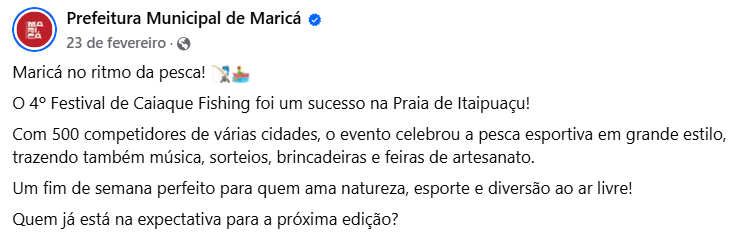 Prefeitura Municipal de Maricá
23 de fevereiro
Maricá no ritmo da pesca! 🎣🚣
O 4º Festival de Caiaque Fishing foi um sucesso na Praia de Itaipuaçu!
Com 500 competidores de várias cidades, o evento celebrou a pesca esportiva em grande estilo,
trazendo também música, sorteios, brincadeiras e feiras de artesanato.
Um fim de semana perfeito para quem ama natureza, esporte e diversão ao ar livre!
Quem já está na expectativa para a próxima edição?